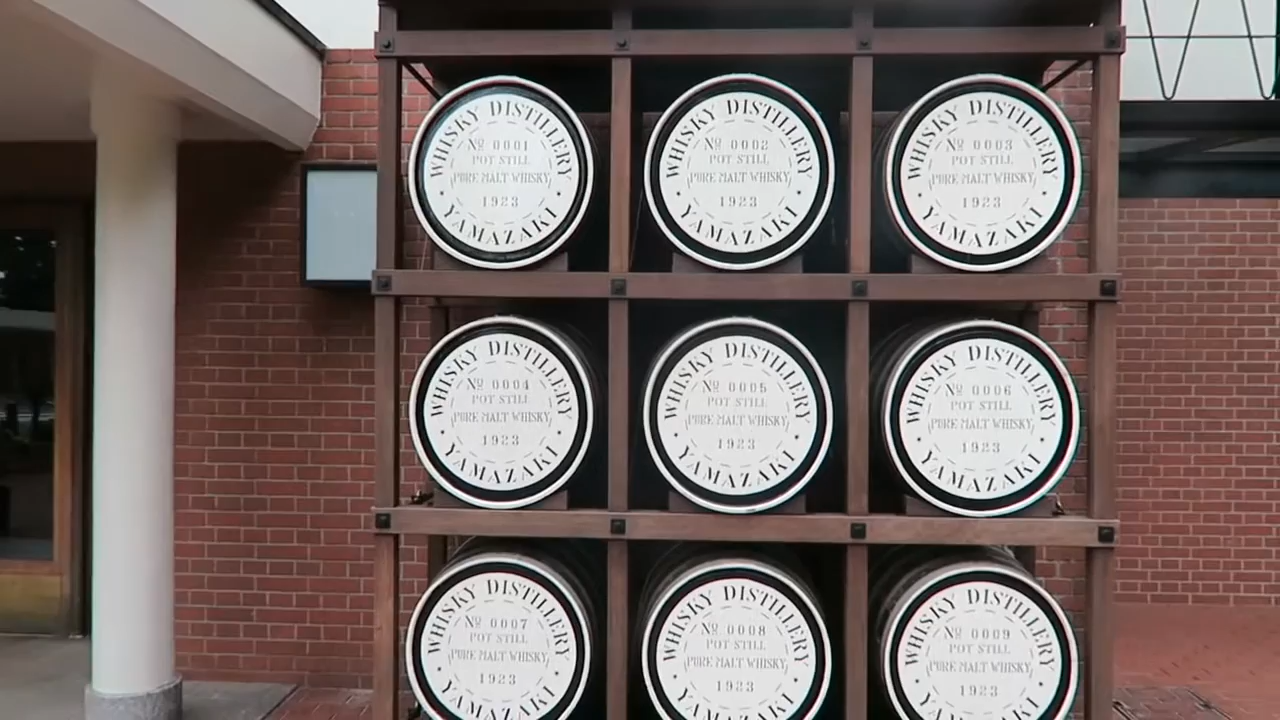 WHISKY DISTILLERY
Nº 0001
POT STILL
PURE MALT WHISKY
1923
YAMAZAKI
WHISKY DISTILLERY
Nº 0002
POT STILL
PURE MALT WHISKY
1923
YAMAZAKI
WHISKY DISTILLERY
Nº 0003
POT STILL
PURE MALT WHISKY
1923
YAMAZAKI
WHISKY DISTILLERY
Nº 0004
POT STILL
PURE MALT WHISKY
1923
YAMAZAKI
WHISKY DISTILLERY
Nº 0005
POT STILL
PURE MALT WHISKY
1923
YAMAZAKI
WHISKY DISTILLERY
Nº 0006
POT STILL
PURE MALT WHISKY
1923
YAMAZAKI
WHISKY DISTILLERY
Nº 0007
POT STILL
PURE MALT WHISKY
1923
YAMAZAKI
WHISKY DISTILLERY
Nº 0008
POT STILL
PURE MALT WHISKY
1923
YAMAZAKI
WHISKY DISTILLERY
Nº 0009
POT STILL
PURE MALT WHISKY
1923
YAMAZAKI